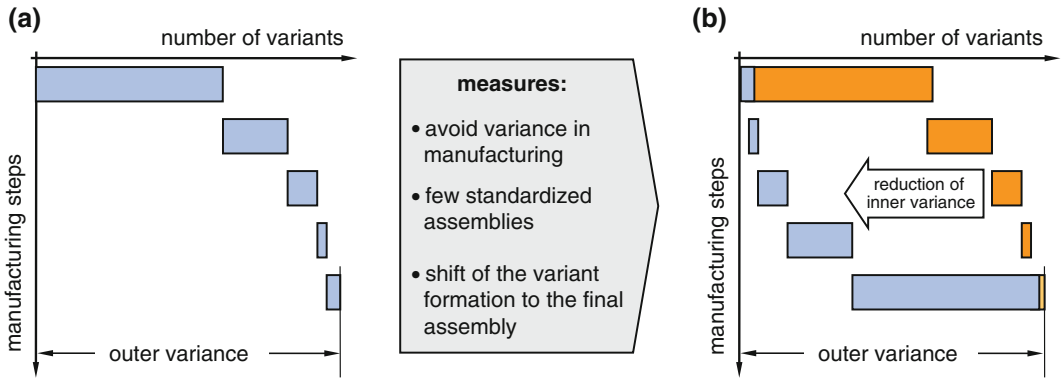 (a)
number of variants
manufacturing steps
outer variance
measures:
• avoid variance in
manufacturing
• few standardized
assemblies
• shift of the variant
formation to the final
assembly
(b)
number of variants
manufacturing steps
reduction of
inner variance
outer variance